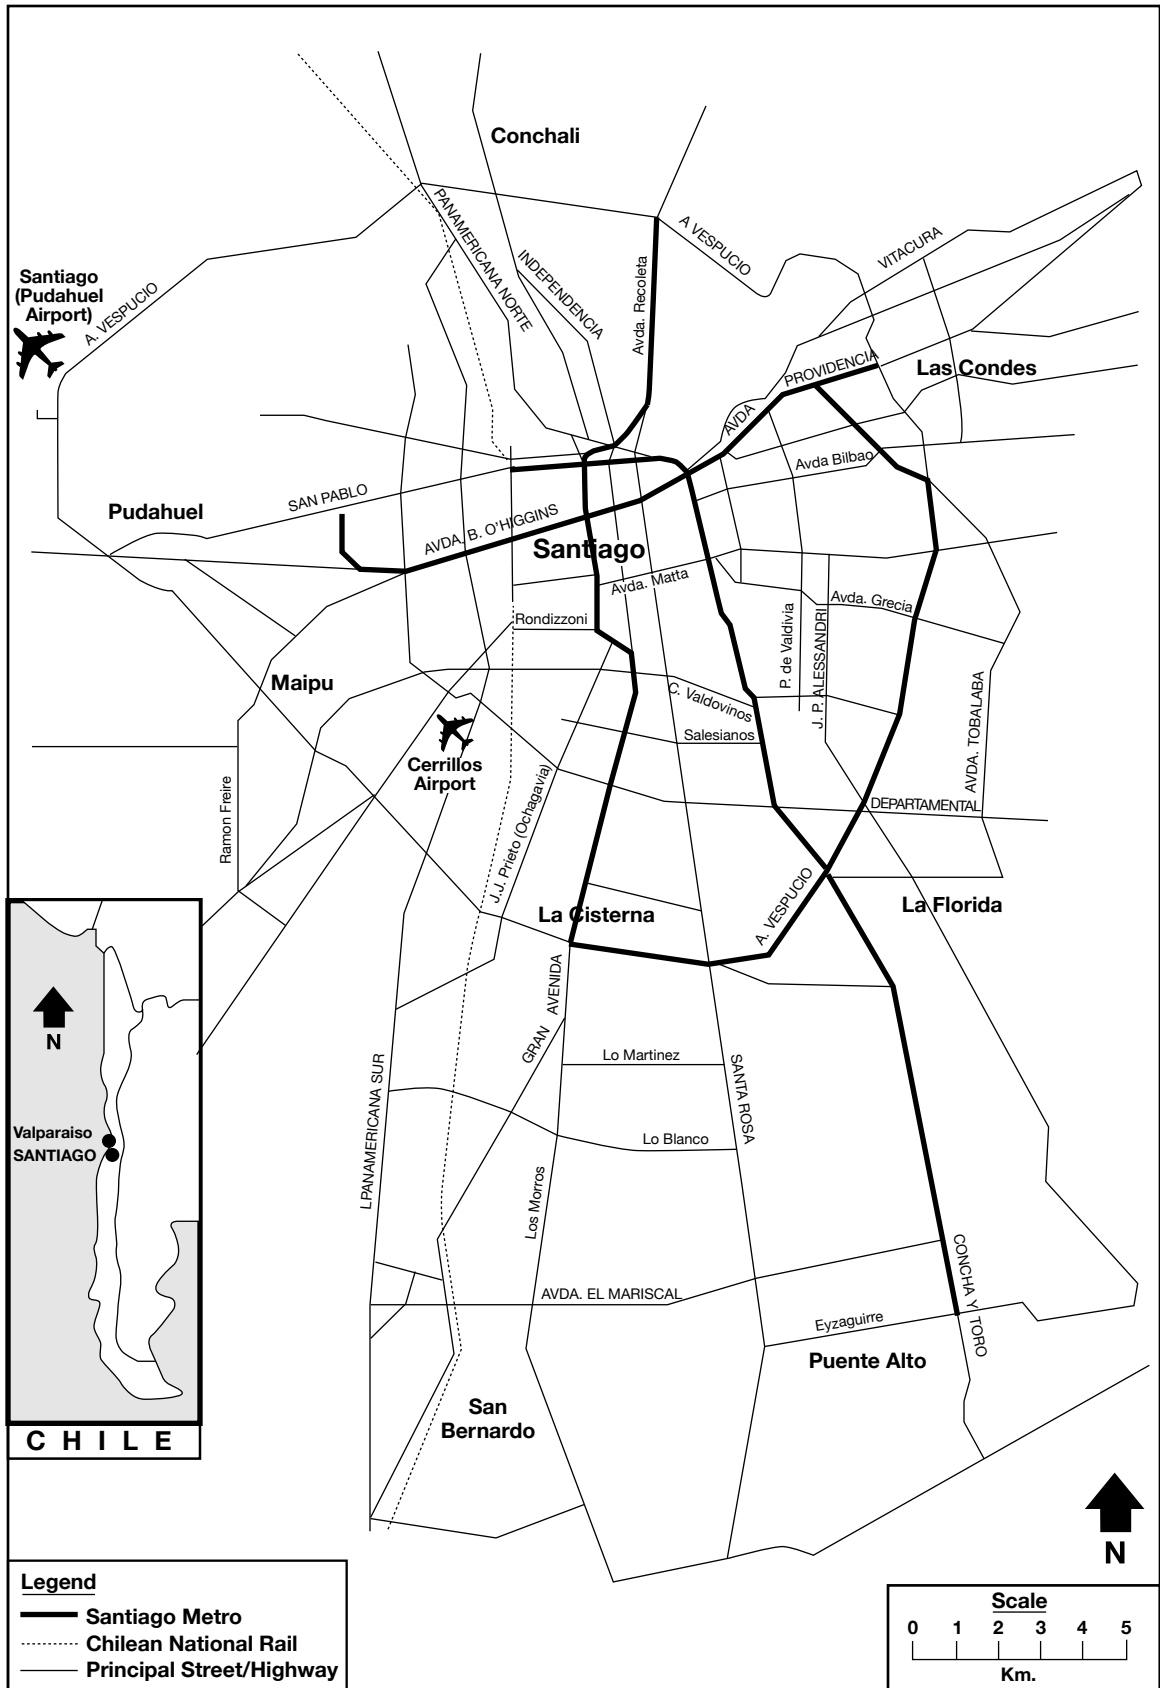 Conchali
PANAMERICANA NORTE
INDEPENDENCIA
Avda. Recoleta
A VESPUCIO
VITACURA
Santiago
(Pudahuel
Airport)
A. VESPUCIO
PROVIDENCIA
AVDA
Las Condes
Avda Bilbao
SAN PABLO
Pudahuel
AVDA. B. O'HIGGINS
Santiago
Avda. Matta
Rondizzoni
Avda. Grecia
P. de Valdivia
J. P. ALESSANDRI
AVDA. TOBALABA
Maipu
C. Valdovinos
Salesianos
Cerrillos
Airport
Ramon Freire
J.J. Prieto (Ochagavia)
DEPARTAMENTAL
La Cisterna
A. VESPUCIO
La Florida
GRAN AVENIDA
Lo Martinez
SANTA ROSA
LPANAMERICANA SUR
Lo Blanco
Los Morros
CONCHA Y TORO
AVDA. EL MARISCAL
Eyzaguirre
Puente Alto
San
Bernardo
N
Valparaiso
SANTIAGO
CHILE
N
Legend
Santiago Metro
Chilean National Rail
Principal Street/Highway
Scale
0 1 2 3 4 5
Km.